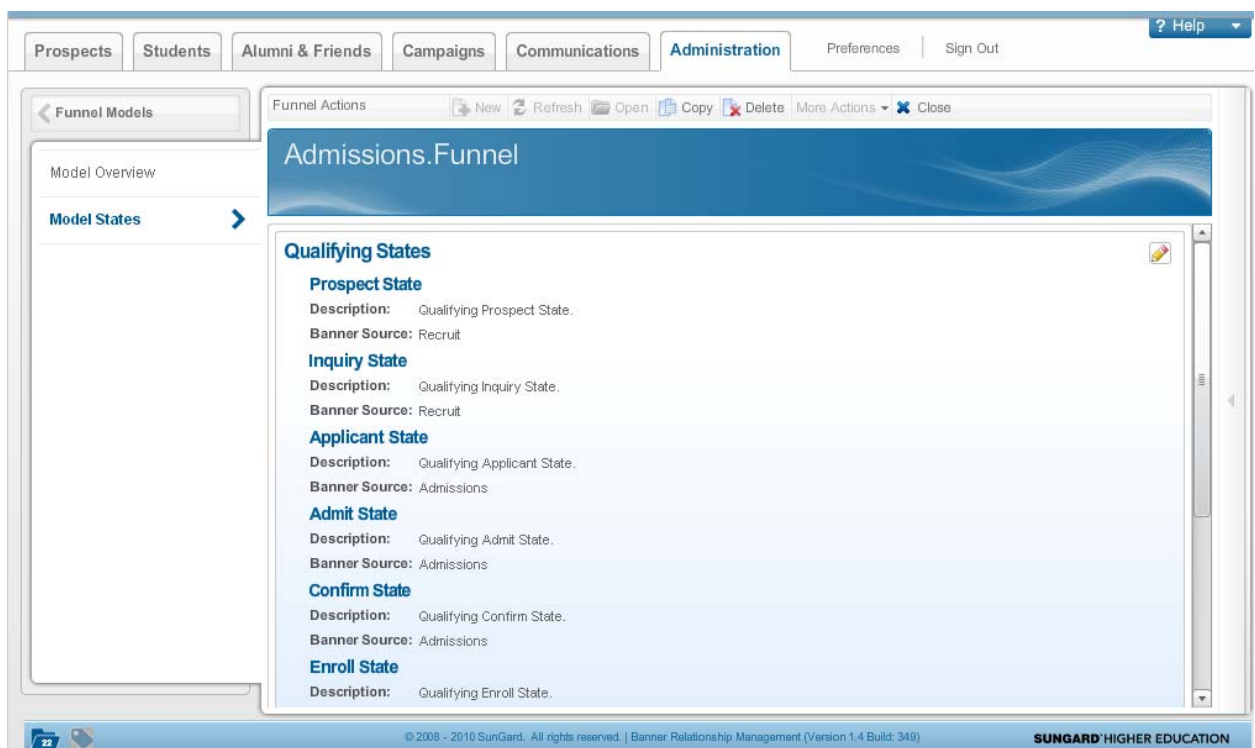 ? Help
Prospects Students Alumni & Friends Campaigns Communications Administration Preferences Sign Out
Funnel Models
Model Overview
Model States
Funnel Actions New Refresh Open Copy Delete More Actions Close
Admissions.Funnel
Qualifying States
Prospect State
Description: Qualifying Prospect State.
Banner Source: Recruit
Inquiry State
Description: Qualifying Inquiry State.
Banner Source: Recruit
Applicant State
Description: Qualifying Applicant State.
Banner Source: Admissions
Admit State
Description: Qualifying Admit State.
Banner Source: Admissions
Confirm State
Description: Qualifying Confirm State.
Banner Source: Admissions
Enroll State
Description: Qualifying Enroll State.
22
© 2008 - 2010 SunGard. All rights reserved. | Banner Relationship Management (Version 1.4 Build: 349)
SUNGARD' HIGHER EDUCATION